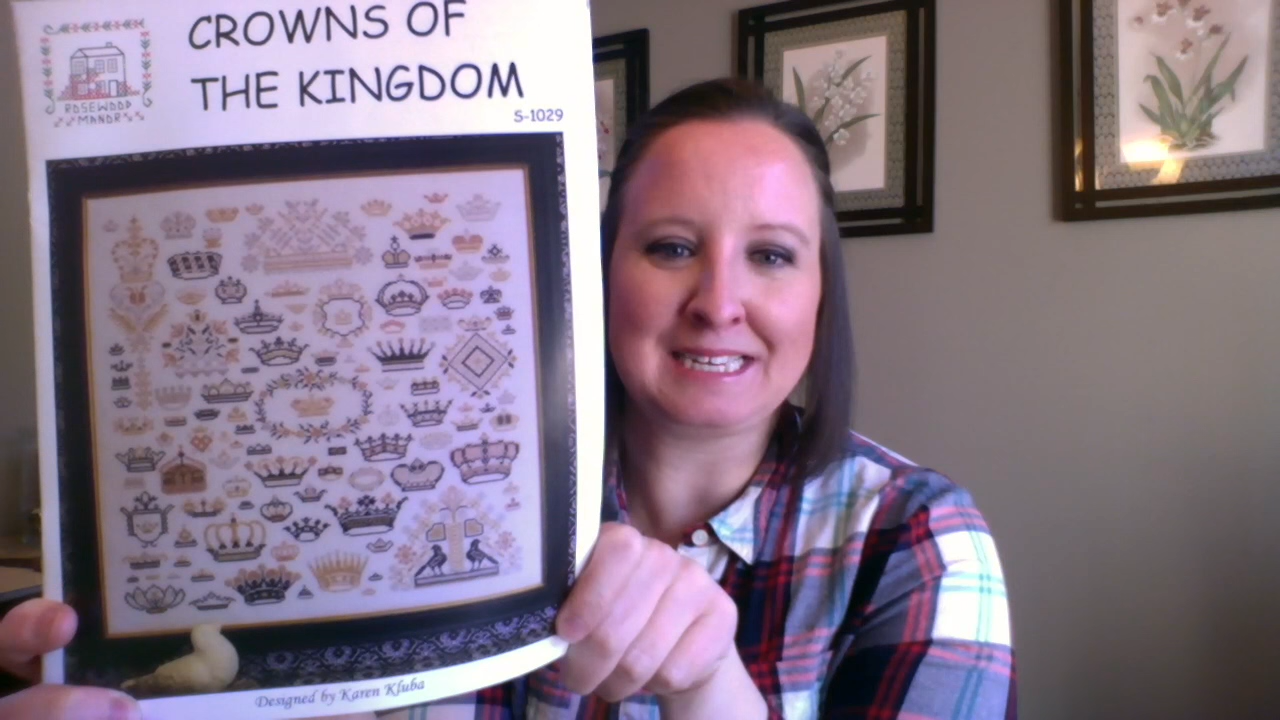 CROWNS OF
THE KINGDOM
S-1029
ROSEWOOD
MANOR
Designed by Karen Kluba